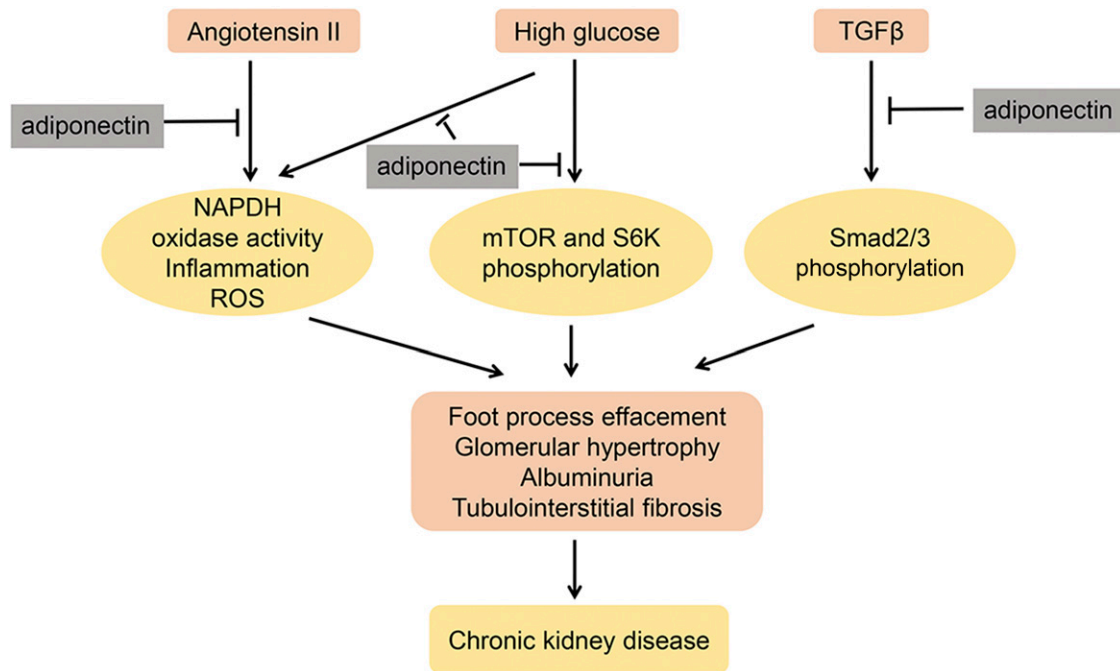 Angiotensin II
High glucose
TGFβ
adiponectin
adiponectin
adiponectin
NAPDH
oxidase activity
Inflammation
ROS
mTOR and S6K
phosphorylation
Smad2/3
phosphorylation
Foot process effacement
Glomerular hypertrophy
Albuminuria
Tubulointerstitial fibrosis
Chronic kidney disease